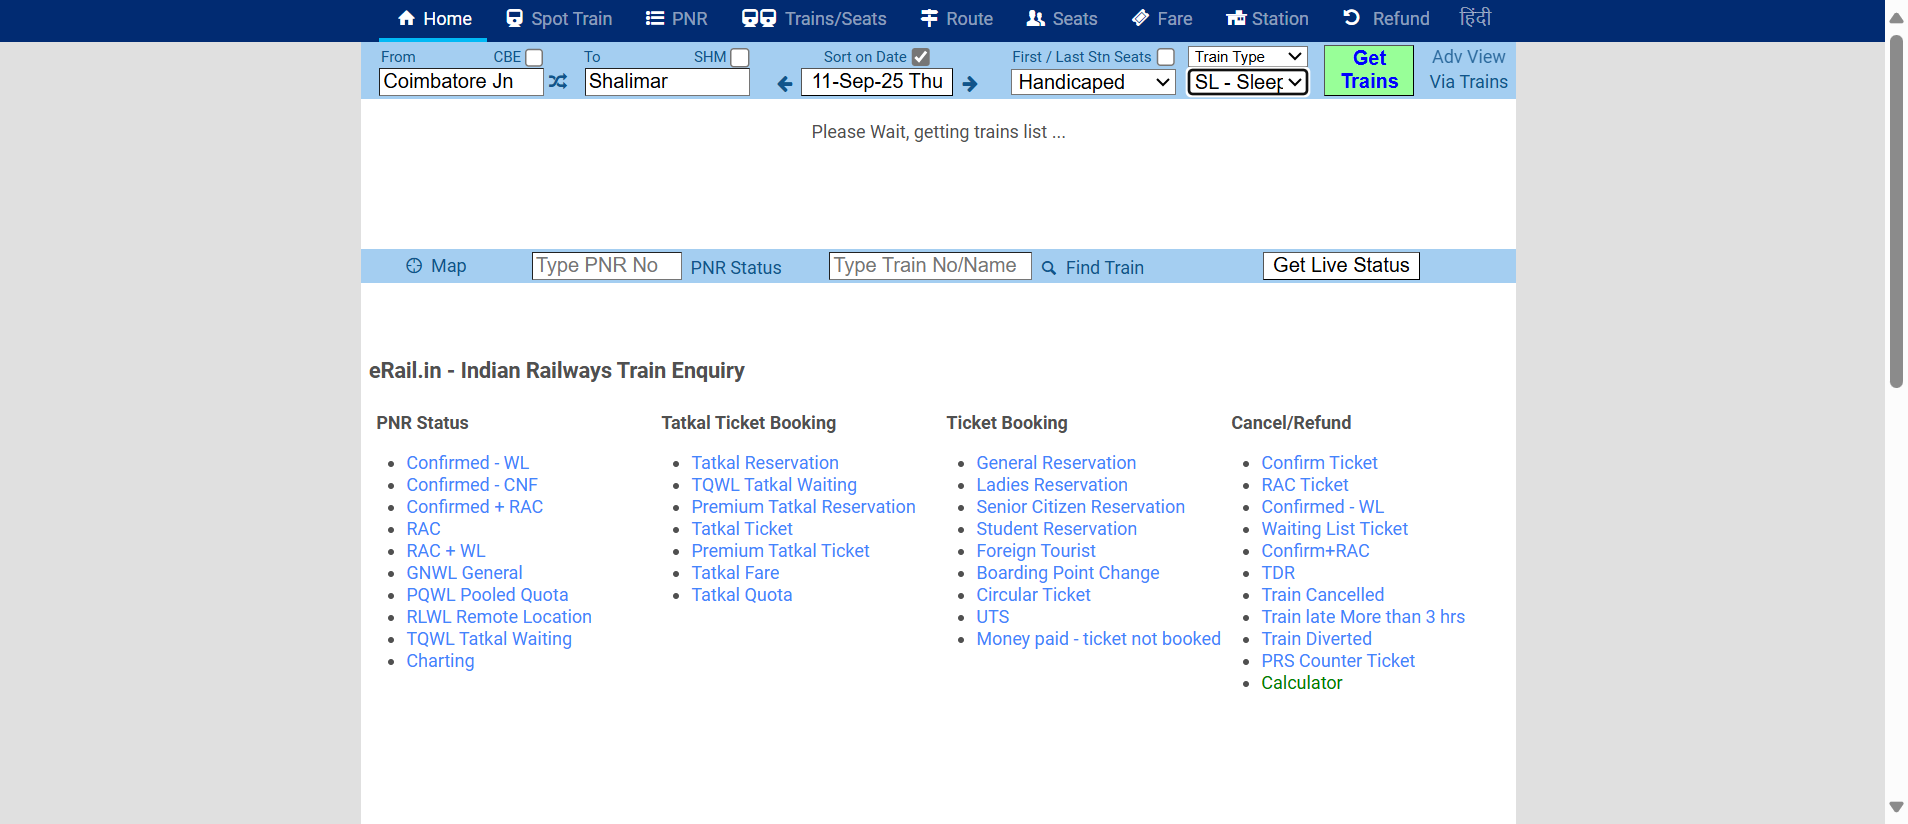 Home Spot Train PNR Trains/Seats Route Seats Fare Station Refund हिंदी
From CBE To SHM Sort on Date First / Last Stn Seats Train Type Get Trains Adv View
Coimbatore Jn Shalimar 11-Sep-25 Thu Handicaped SL - Sleep Via Trains
Please Wait, getting trains list ...
Map Type PNR No PNR Status Type Train No/Name Find Train Get Live Status
eRail.in - Indian Railways Train Enquiry
PNR Status
Confirmed - WL
Confirmed - CNF
Confirmed + RAC
RAC
RAC + WL
GNWL General
PQWL Pooled Quota
RLWL Remote Location
TQWL Tatkal Waiting
Charting
Tatkal Ticket Booking
Tatkal Reservation
TQWL Tatkal Waiting
Premium Tatkal Reservation
Tatkal Ticket
Premium Tatkal Ticket
Tatkal Fare
Tatkal Quota
Ticket Booking
General Reservation
Ladies Reservation
Senior Citizen Reservation
Student Reservation
Foreign Tourist
Boarding Point Change
Circular Ticket
UTS
Money paid - ticket not booked
Cancel/Refund
Confirm Ticket
RAC Ticket
Confirmed - WL
Waiting List Ticket
Confirm+RAC
TDR
Train Cancelled
Train late More than 3 hrs
Train Diverted
PRS Counter Ticket
Calculator